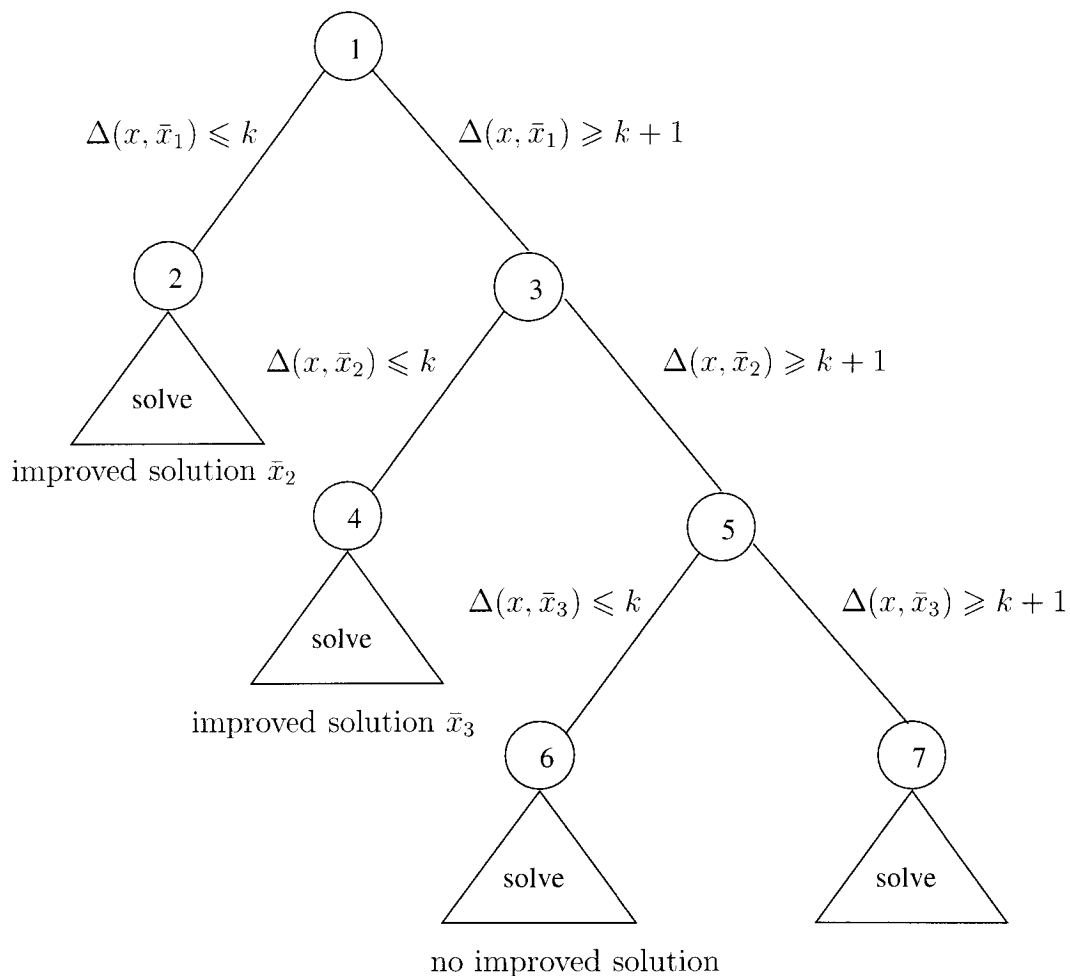 1
Δ(x, x̄₁) ⩽ k
Δ(x, x̄₁) ⩾ k + 1
2
3
solve
Δ(x, x̄₂) ⩽ k
Δ(x, x̄₂) ⩾ k + 1
improved solution x̄₂
4
5
solve
Δ(x, x̄₃) ⩽ k
Δ(x, x̄₃) ⩾ k + 1
improved solution x̄₃
6
7
solve
solve
no improved solution